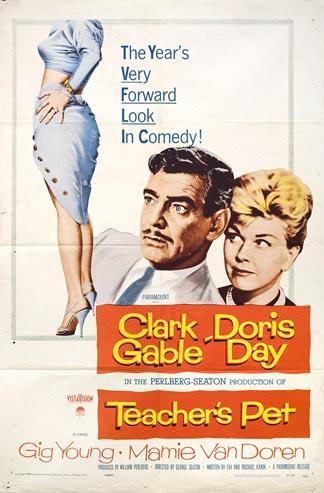 The Year's
Very
Forward
Look
In Comedy!
PARAMOUNT
Clark Doris
Gable - Day
IN THE PERLBERG-SEATON PRODUCTION OF
VISTAVISION
Teacher's Pet
CO-STARRING
Gig Young · Mamie Van Doren
PRODUCED BY WILLIAM PERLBERG · DIRECTED BY GEORGE SEATON · WRITTEN BY FAY AND MICHAEL KANIN · A PARAMOUNT RELEASE